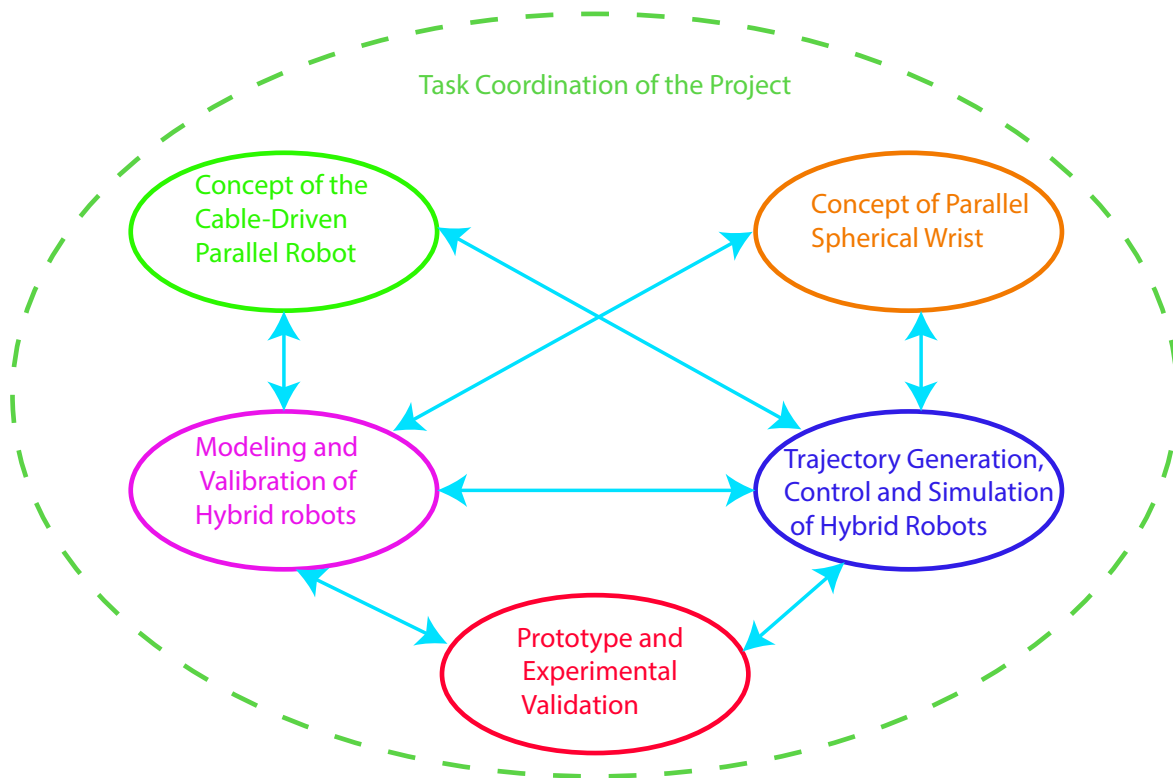 Task Coordination of the Project
Concept of the
Cable-Driven
Parallel Robot
Concept of Parallel
Spherical Wrist
Modeling and
Valibration of
Hybrid robots
Trajectory Generation,
Control and Simulation
of Hybrid Robots
Prototype and
Experimental
Validation